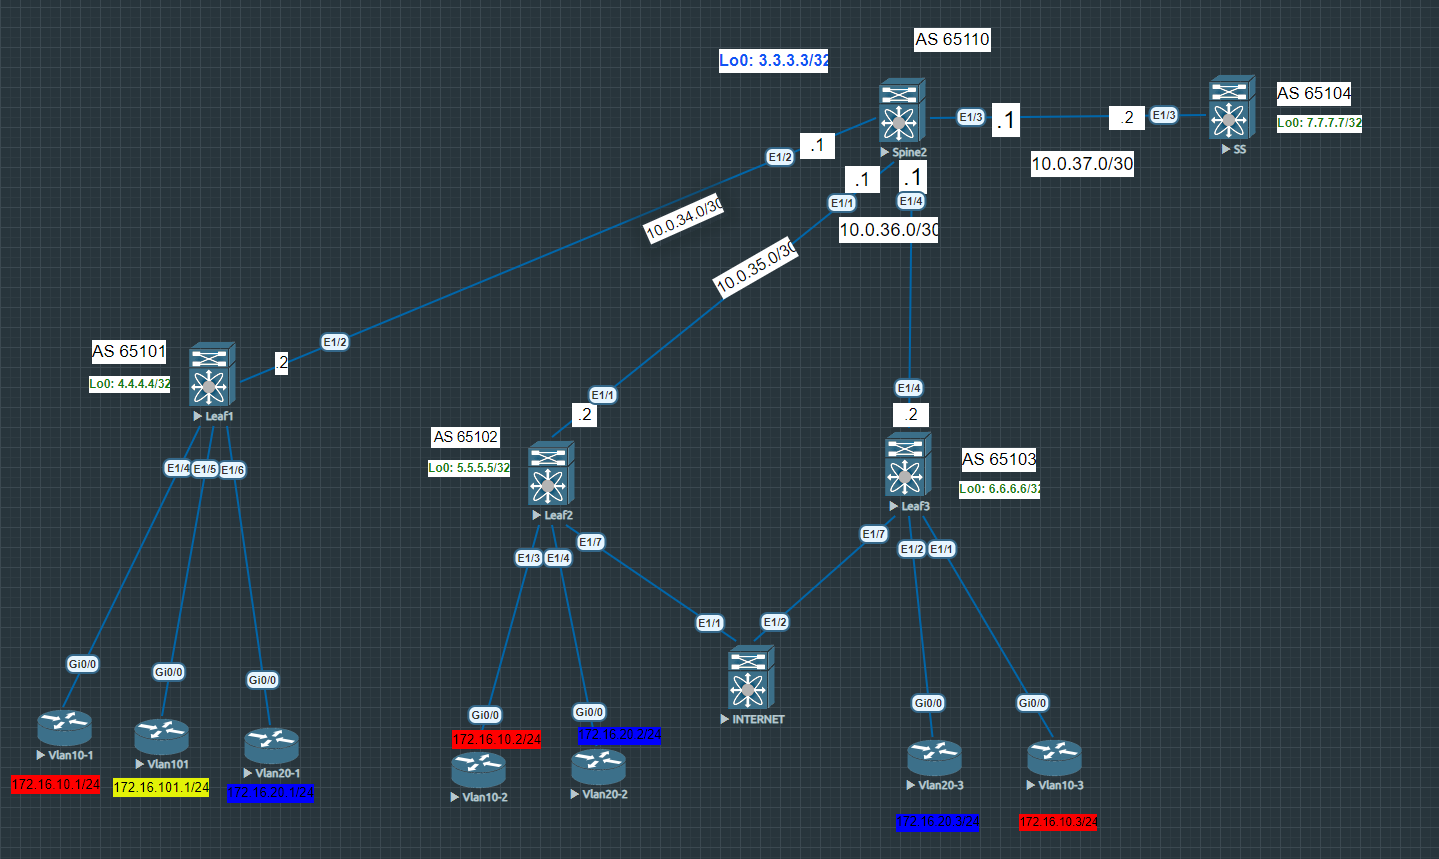 AS 65110
Lo0: 3.3.3.3/32
AS 65104
Lo0: 7.7.7.7/32
E1/3
.1
.2
E1/3
Spine2
SS
.1
E1/2
10.0.37.0/30
.1
.1
E1/1
E1/4
10.0.34.0/30
10.0.36.0/30
10.0.35.0/30
E1/2
AS 65101
.2
Lo0: 4.4.4.4/32
Leaf1
E1/1
E1/4
.2
.2
AS 65102
Lo0: 5.5.5.5/32
AS 65103
Lo0: 6.6.6.6/32
E1/4
E1/5
E1/6
Leaf2
Leaf3
E1/7
E1/7
E1/3
E1/4
E1/2
E1/1
E1/1
E1/2
Gi0/0
Gi0/0
Gi0/0
Gi0/0
Gi0/0
Gi0/0
Gi0/0
INTERNET
172.16.10.2/24
172.16.20.2/24
Vlan10-1
Vlan101
Vlan20-1
172.16.10.1/24
172.16.101.1/24
172.16.20.1/24
Vlan10-2
Vlan20-2
Vlan20-3
Vlan10-3
172.16.20.3/24
172.16.10.3/24